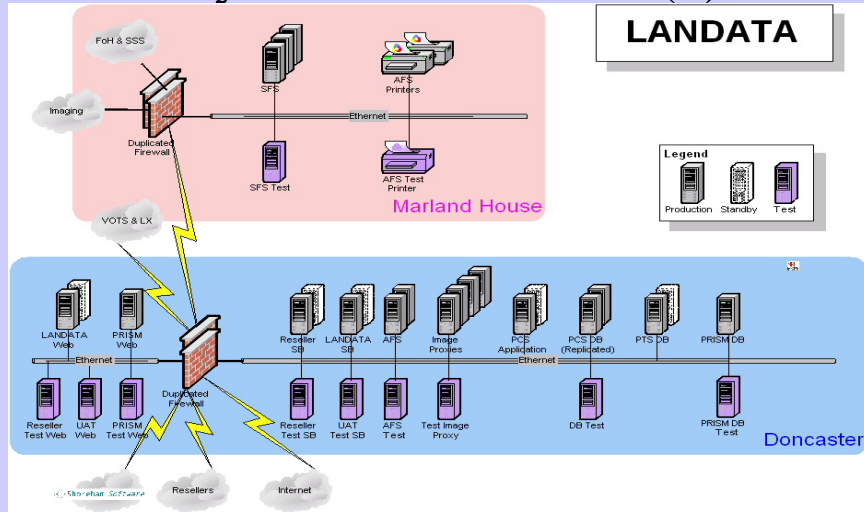 LANDATA
FoH & SSS
Imaging
Duplicated
Firewall
SFS
AFS
Printers
Ethernet
SFS Test
AFS Test
Printer
Marland House
Legend
Production
Standby
Test
VOTS & LX
LANDATA
Web
PRISM
Web
Reseller
SB
LANDATA
SB
AFS
Image
Proxies
PCS
Application
PCS DB
(Replicated)
PTS DB
PRISM DB
Ethernet
Ethernet
Duplicated
Firewall
Reseller
Test Web
UAT
Web
PRISM
Test Web
Reseller
Test SB
UAT
Test SB
AFS
Test
Test Image
Proxy
DB Test
PRISM DB
Test
Doncaster
Shoreham Software
Resellers
Internet